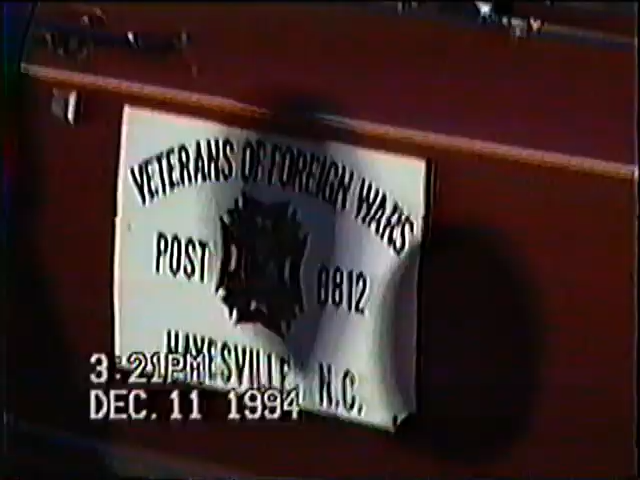 VETERANS OF FOREIGN WARS
POST 8812
HAYESVILLE N.C.
3:21PM
DEC. 11 1994